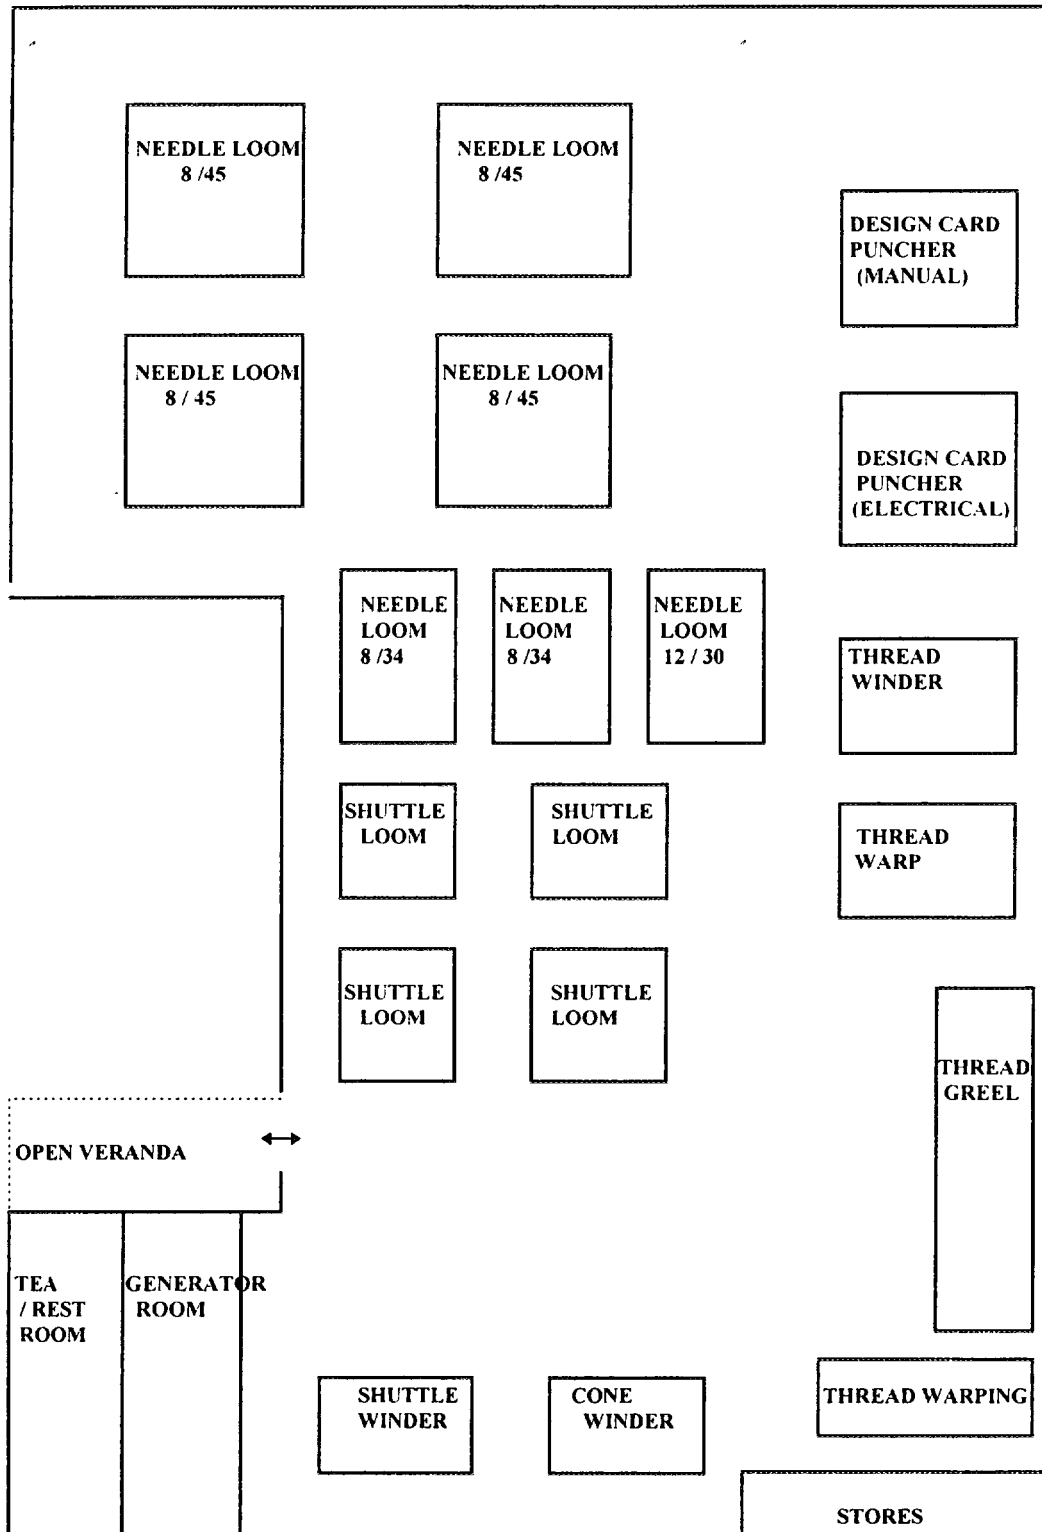 NEEDLE LOOM
8 /45
NEEDLE LOOM
8 /45
DESIGN CARD
PUNCHER
(MANUAL)
NEEDLE LOOM
8 / 45
NEEDLE LOOM
8 / 45
DESIGN CARD
PUNCHER
(ELECTRICAL)
NEEDLE
LOOM
8 /34
NEEDLE
LOOM
8 /34
NEEDLE
LOOM
12 / 30
THREAD
WINDER
SHUTTLE
LOOM
SHUTTLE
LOOM
THREAD
WARP
SHUTTLE
LOOM
SHUTTLE
LOOM
THREAD
GREEL
OPEN VERANDA
TEA
/ REST
ROOM
GENERATOR
ROOM
SHUTTLE
WINDER
CONE
WINDER
THREAD WARPING
STORES